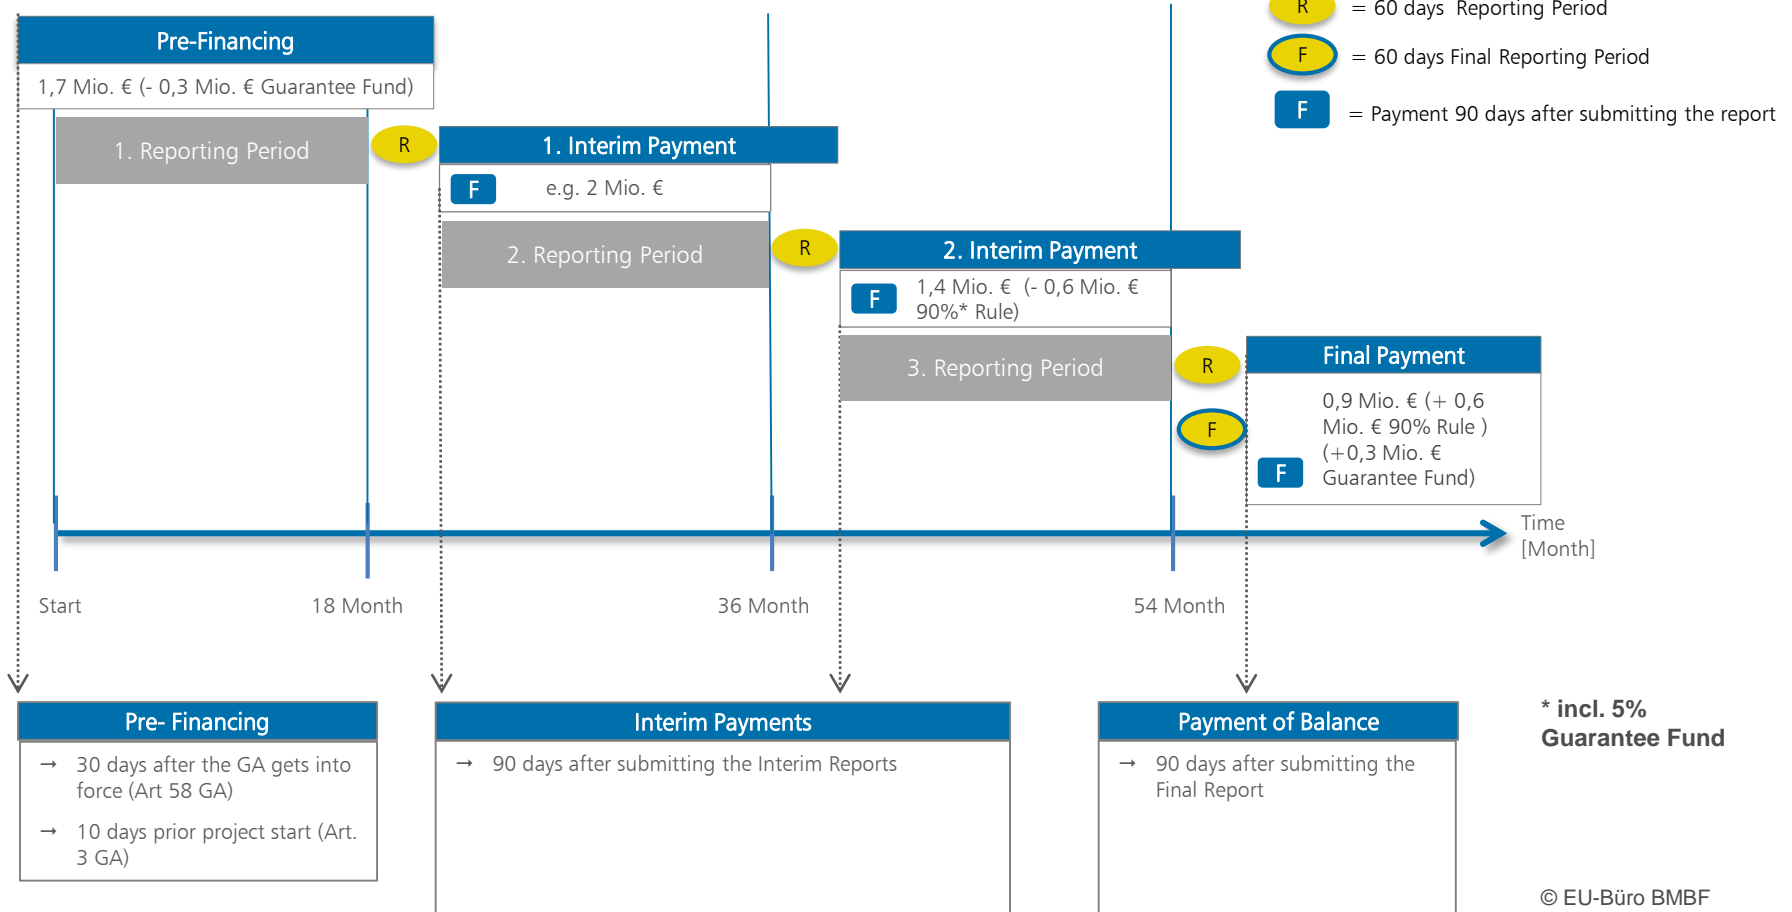 R = 60 days Reporting Period
F = 60 days Final Reporting Period
F = Payment 90 days after submitting the report
Pre-Financing
1,7 Mio. € (- 0,3 Mio. € Guarantee Fund)
1. Reporting Period
R
1. Interim Payment
F e.g. 2 Mio. €
2. Reporting Period
R
2. Interim Payment
F
1,4 Mio. € (- 0,6 Mio. €
90%* Rule)
3. Reporting Period
R
F
Final Payment
0,9 Mio. € (+ 0,6
Mio. € 90% Rule )
(+0,3 Mio. €
Guarantee Fund)
F
Time
[Month]
Start
18 Month
36 Month
54 Month
Pre- Financing
→ 30 days after the GA gets into
force (Art 58 GA)
→ 10 days prior project start (Art.
3 GA)
Interim Payments
→ 90 days after submitting the Interim Reports
Payment of Balance
→ 90 days after submitting the
Final Report
* incl. 5%
Guarantee Fund
© EU-Büro BMBF